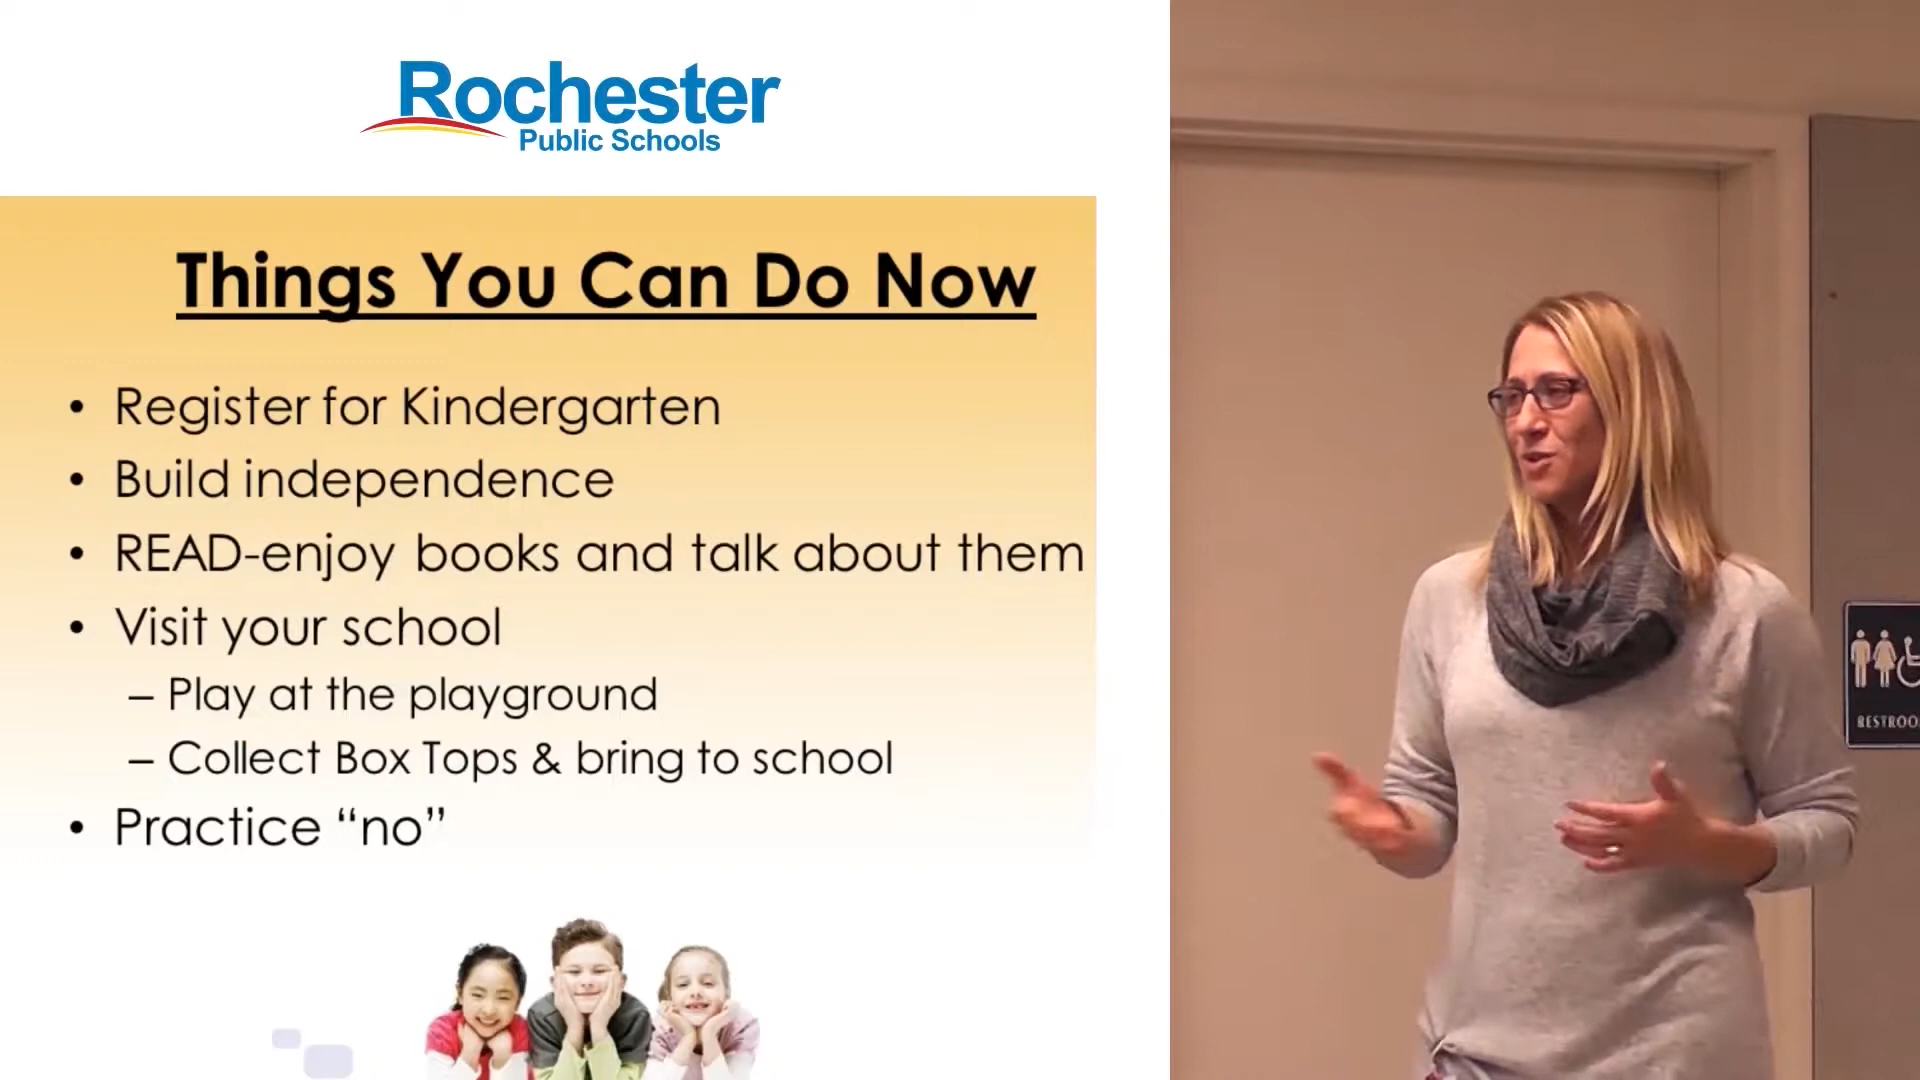 Rochester
Public Schools
Things You Can Do Now
• Register for Kindergarten
• Build independence
• READ-enjoy books and talk about them
• Visit your school
– Play at the playground
– Collect Box Tops & bring to school
• Practice “no”
RESTROO